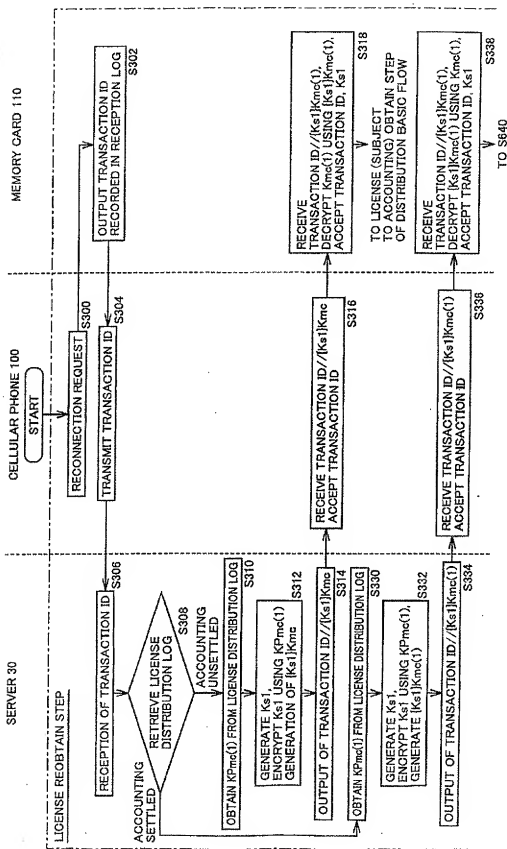 SERVER 30
CELLULAR PHONE 100
MEMORY CARD 110
LICENSE REOBTAIN STEP
START
RECONNECTION REQUEST
S300
OUTPUT TRANSACTION ID
RECORDED IN RECEPTION LOG
S302
TRANSMIT TRANSACTION ID
S304
RECEPTION OF TRANSACTION ID
S306
RETRIEVE LICENSE
DISTRIBUTION LOG
S308
ACCOUNTING
SETTLED
ACCOUNTING
UNSETTLED
OBTAIN KPmc(1) FROM LICENSE DISTRIBUTION LOG
S310
GENERATE Ks1,
ENCRYPT Ks1 USING KPmc(1)
GENERATION OF [Ks1]Kmc
S312
OUTPUT OF TRANSACTION ID//[Ks1]Kmc
S314
RECEIVE TRANSACTION ID//[Ks1]Kmc
ACCEPT TRANSACTION ID
S316
RECEIVE
TRANSACTION ID//[Ks1]Kmc(1)
DECRYPT Kmc(1) USING [Ks1]Kmc(1),
ACCEPT TRANSACTION ID, Ks1
S318
TO LICENSE (SUBJECT
TO ACCOUNTING) OBTAIN STEP
OF DISTRIBUTION BASIC FLOW
OBTAIN KPmc(1) FROM LICENSE DISTRIBUTION LOG
S330
GENERATE Ks1,
ENCRYPT Ks1 USING KPmc(1),
GENERATE [Ks1]Kmc(1)
S332
OUTPUT OF TRANSACTION ID//[Ks1]Kmc(1)
S334
RECEIVE TRANSACTION ID//[Ks1]Kmc(1)
ACCEPT TRANSACTION ID
S336
RECEIVE
TRANSACTION ID//[Ks1]Kmc(1),
DECRYPT [Ks1]Kmc(1) USING Kmc(1),
ACCEPT TRANSACTION ID, Ks1
S338
TO S640